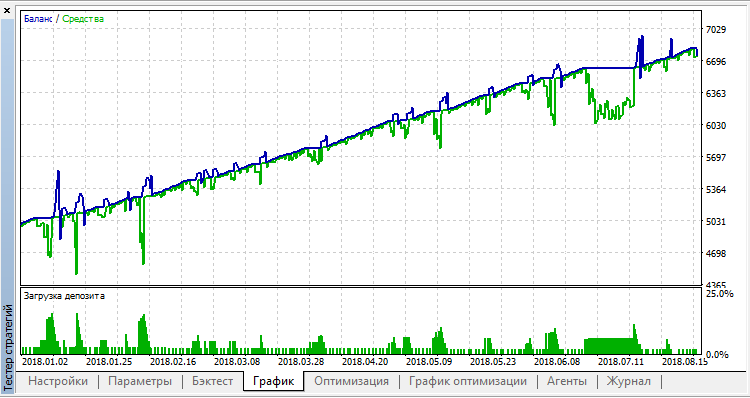 Баланс / Средства
7029
6696
6363
6030
5697
5364
5031
4698
4365
Загрузка депозита
25.0%
0.0%
2018.01.02 2018.01.25 2018.02.16 2018.03.08 2018.03.28 2018.04.20 2018.05.09 2018.05.23 2018.06.08 2018.07.11 2018.08.15
Тестер стратегий
Настройки Параметры Бэктест График Оптимизация График оптимизации Агенты Журнал